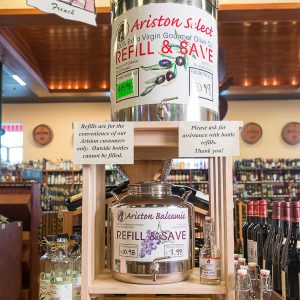 French
Ariston Select
Extra Virgin Gourmet Olive Oil
REFILL & SAVE
Refills are for the
convenience of our
Ariston customers
only. Outside bottles
cannot be filled.
Please ask for
assistance with bottle
refills.
Thank you!
Ariston Balsamic
REFILL & SAVE